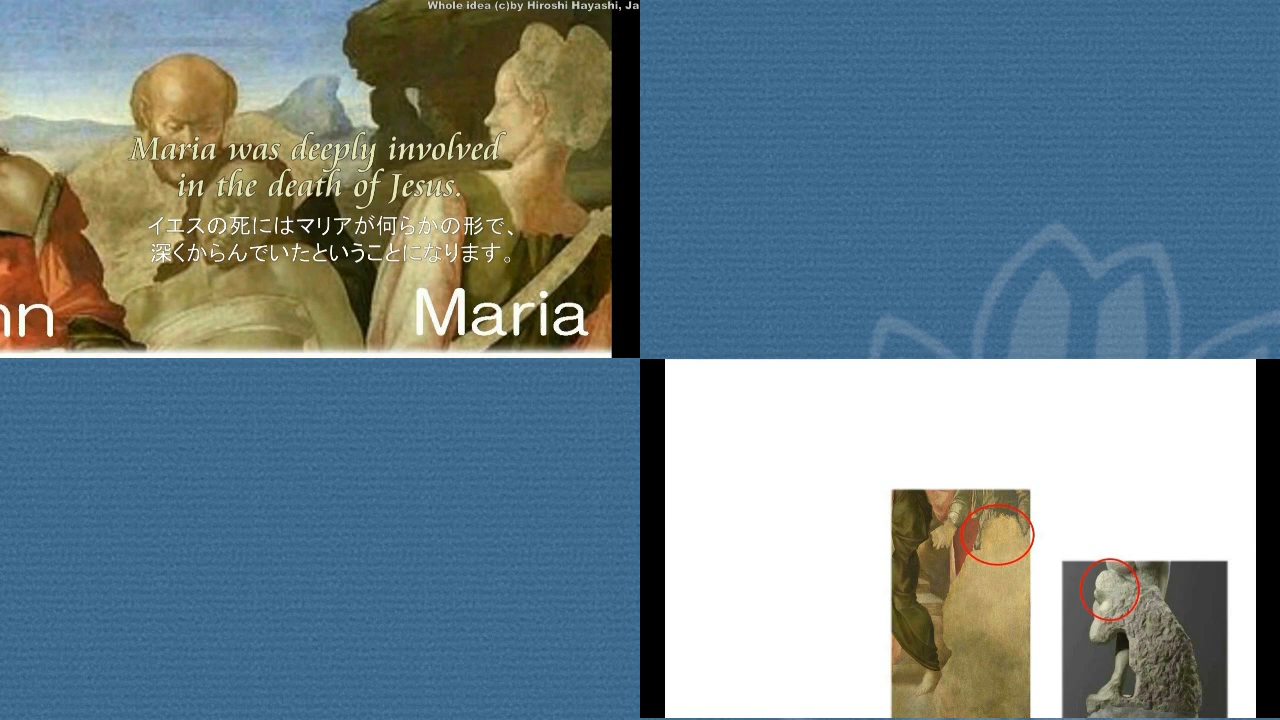 Whole idea (c)by Hiroshi Hayashi, Ja
Maria was deeply involved
in the death of Jesus.
イエスの死にはマリアが何らかの形で、
深くからんでいたということになります。
nn Maria